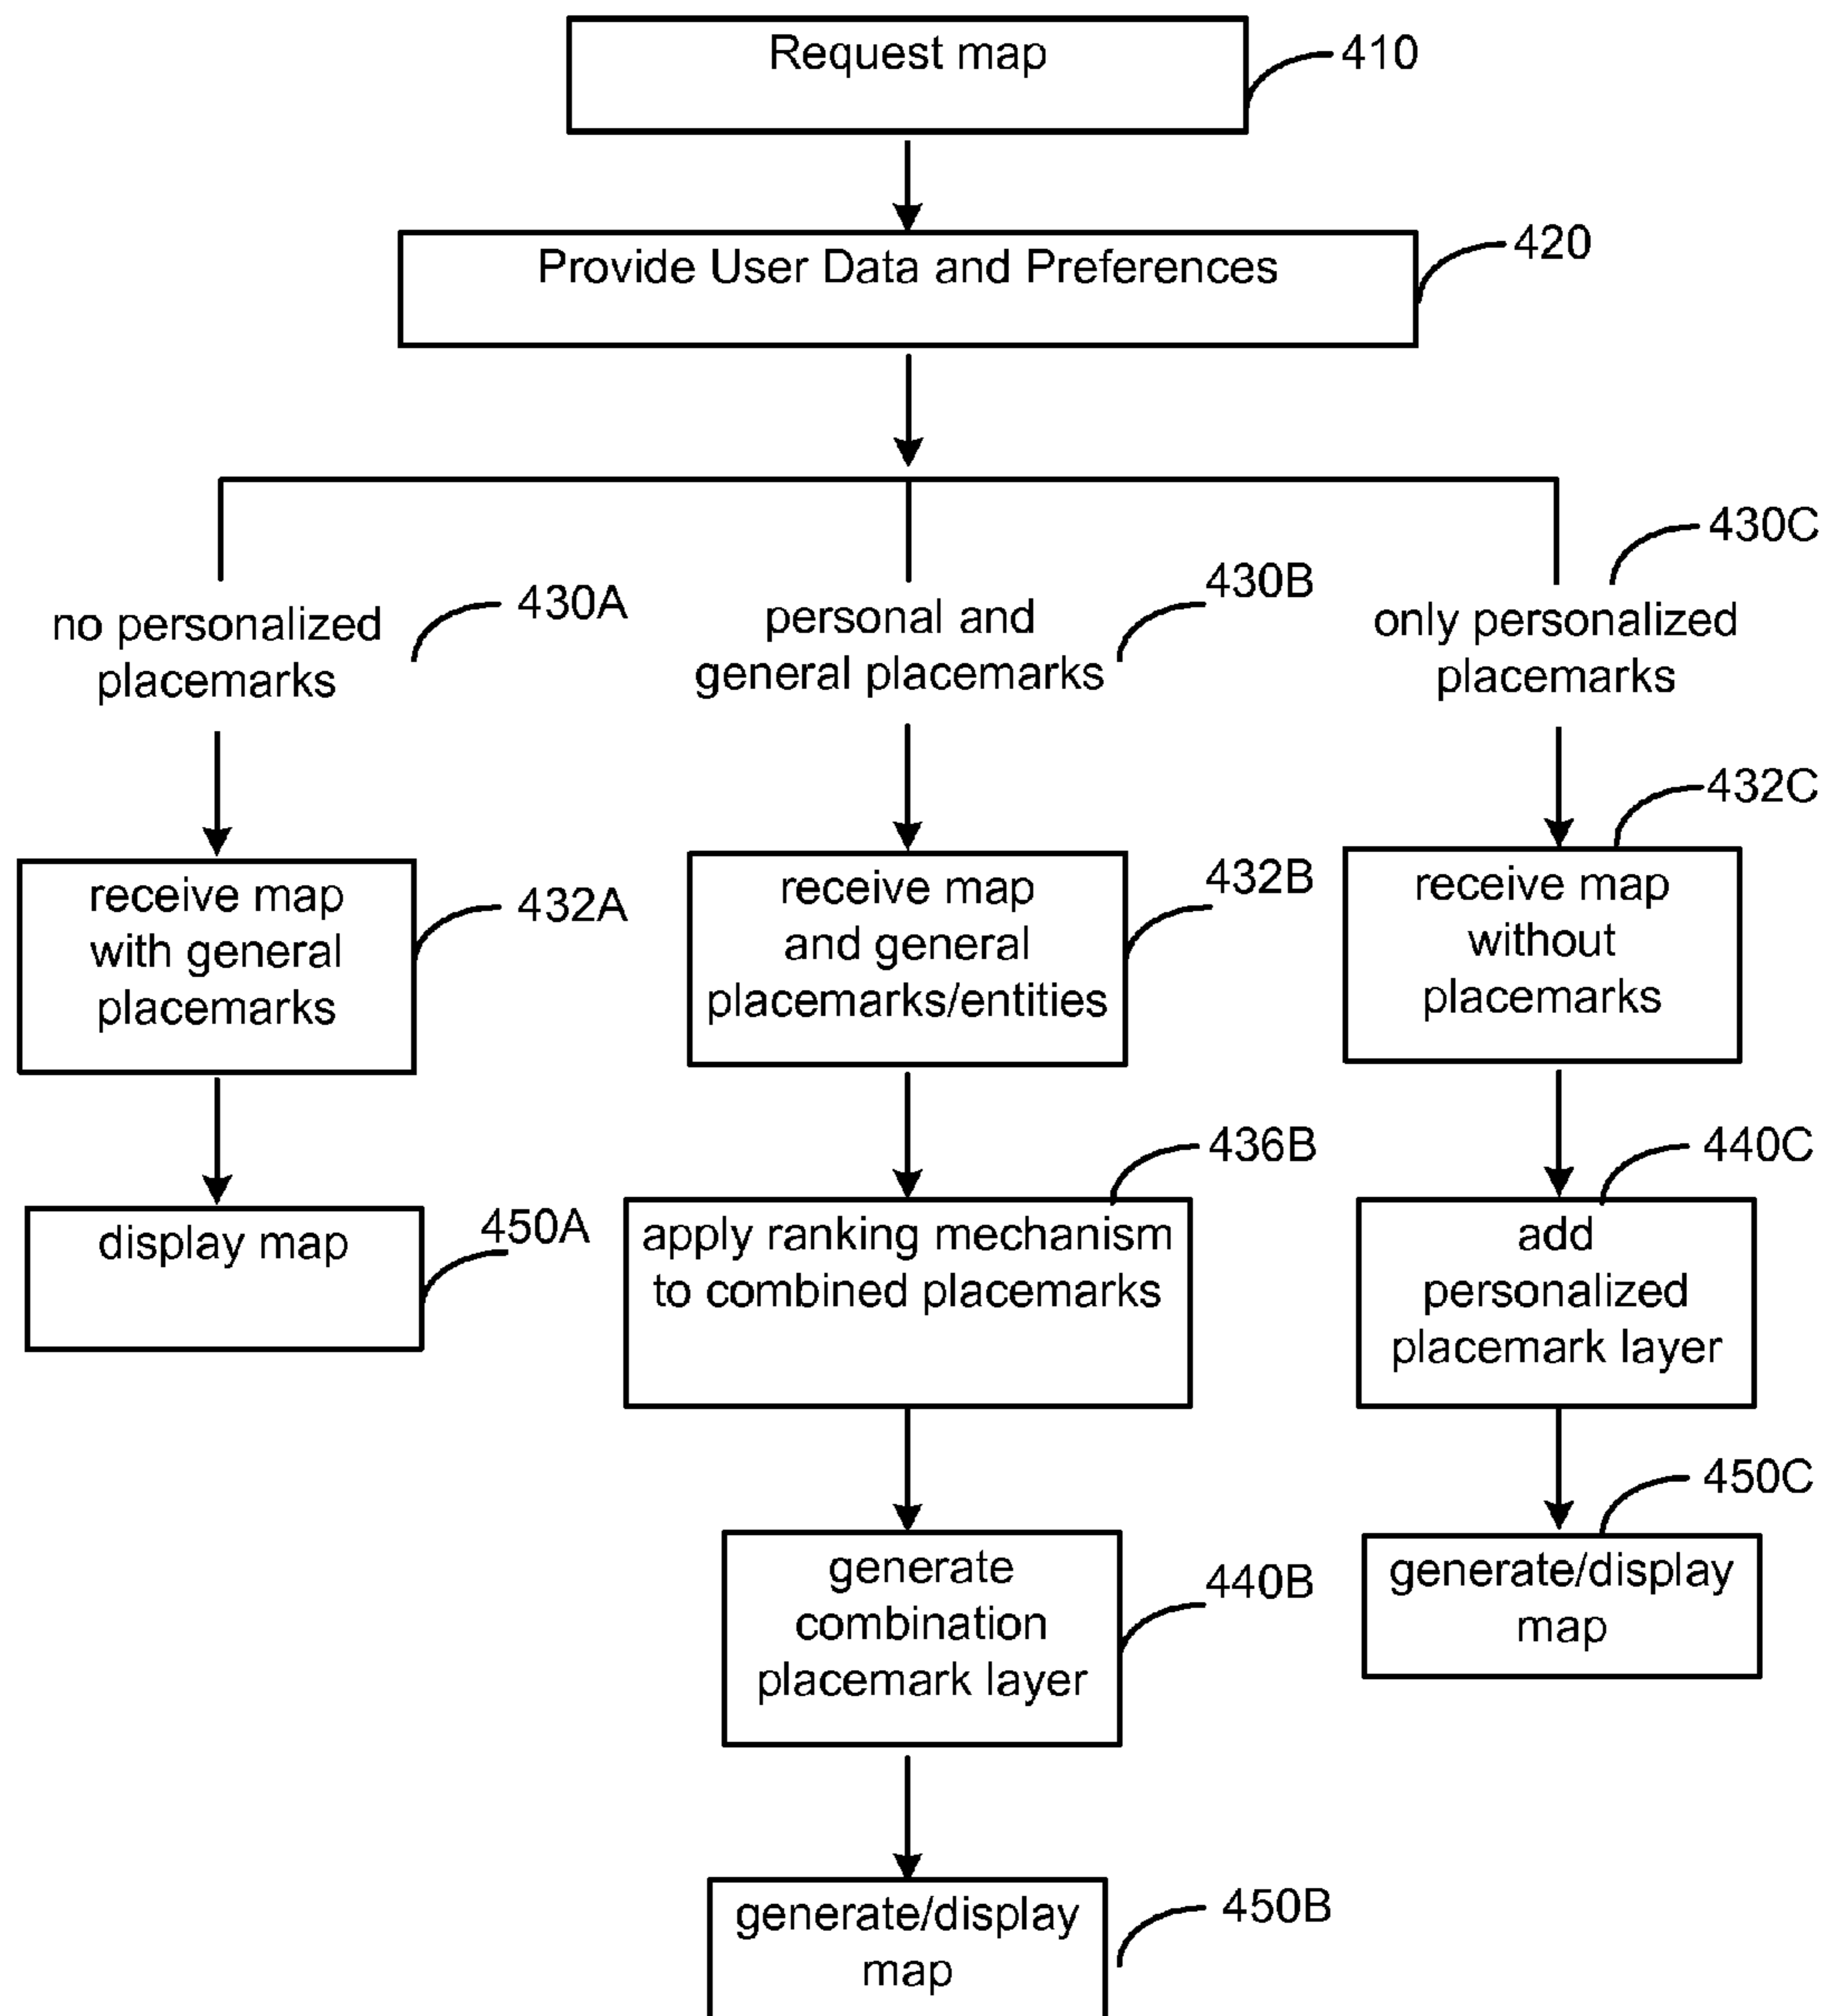 Request map
410
Provide User Data and Preferences
420
no personalized
placemarks
430A
personal and
general placemarks
430B
only personalized
placemarks
430C
receive map
with general
placemarks
432A
receive map
and general
placemarks/entities
432B
receive map
without
placemarks
432C
display map
450A
apply ranking mechanism
to combined placemarks
436B
add
personalized
placemark layer
440C
generate
combination
placemark layer
440B
generate/display
map
450C
generate/display
map
450B